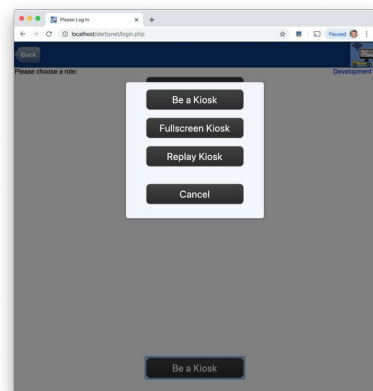 Please Log In
localhost/derbynet/login.php
Paused
Back
Please choose a role:
Development
Be a Kiosk
Fullscreen Kiosk
Replay Kiosk
Cancel
Be a Kiosk